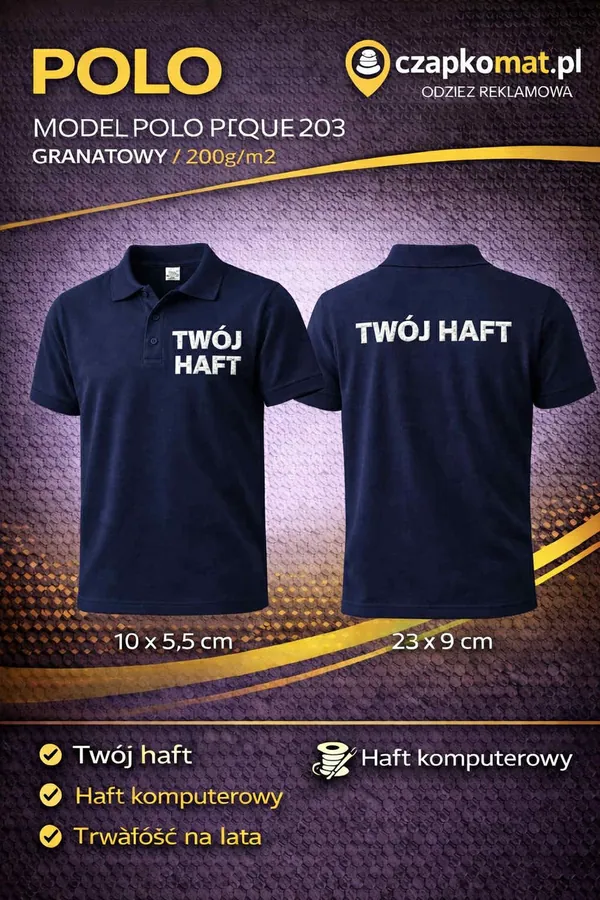 POLO
czapkomat.pl
ODZIEZ REKLAMOWA
MODEL POLO PIQUE 203
GRANATOWY / 200g/m2
TWÓJ
HAFT
TWÓJ HAFT
10 x 5,5 cm
23 x 9 cm
Twój haft
Haft komputerowy
Haft komputerowy
Trwàfóść na lata